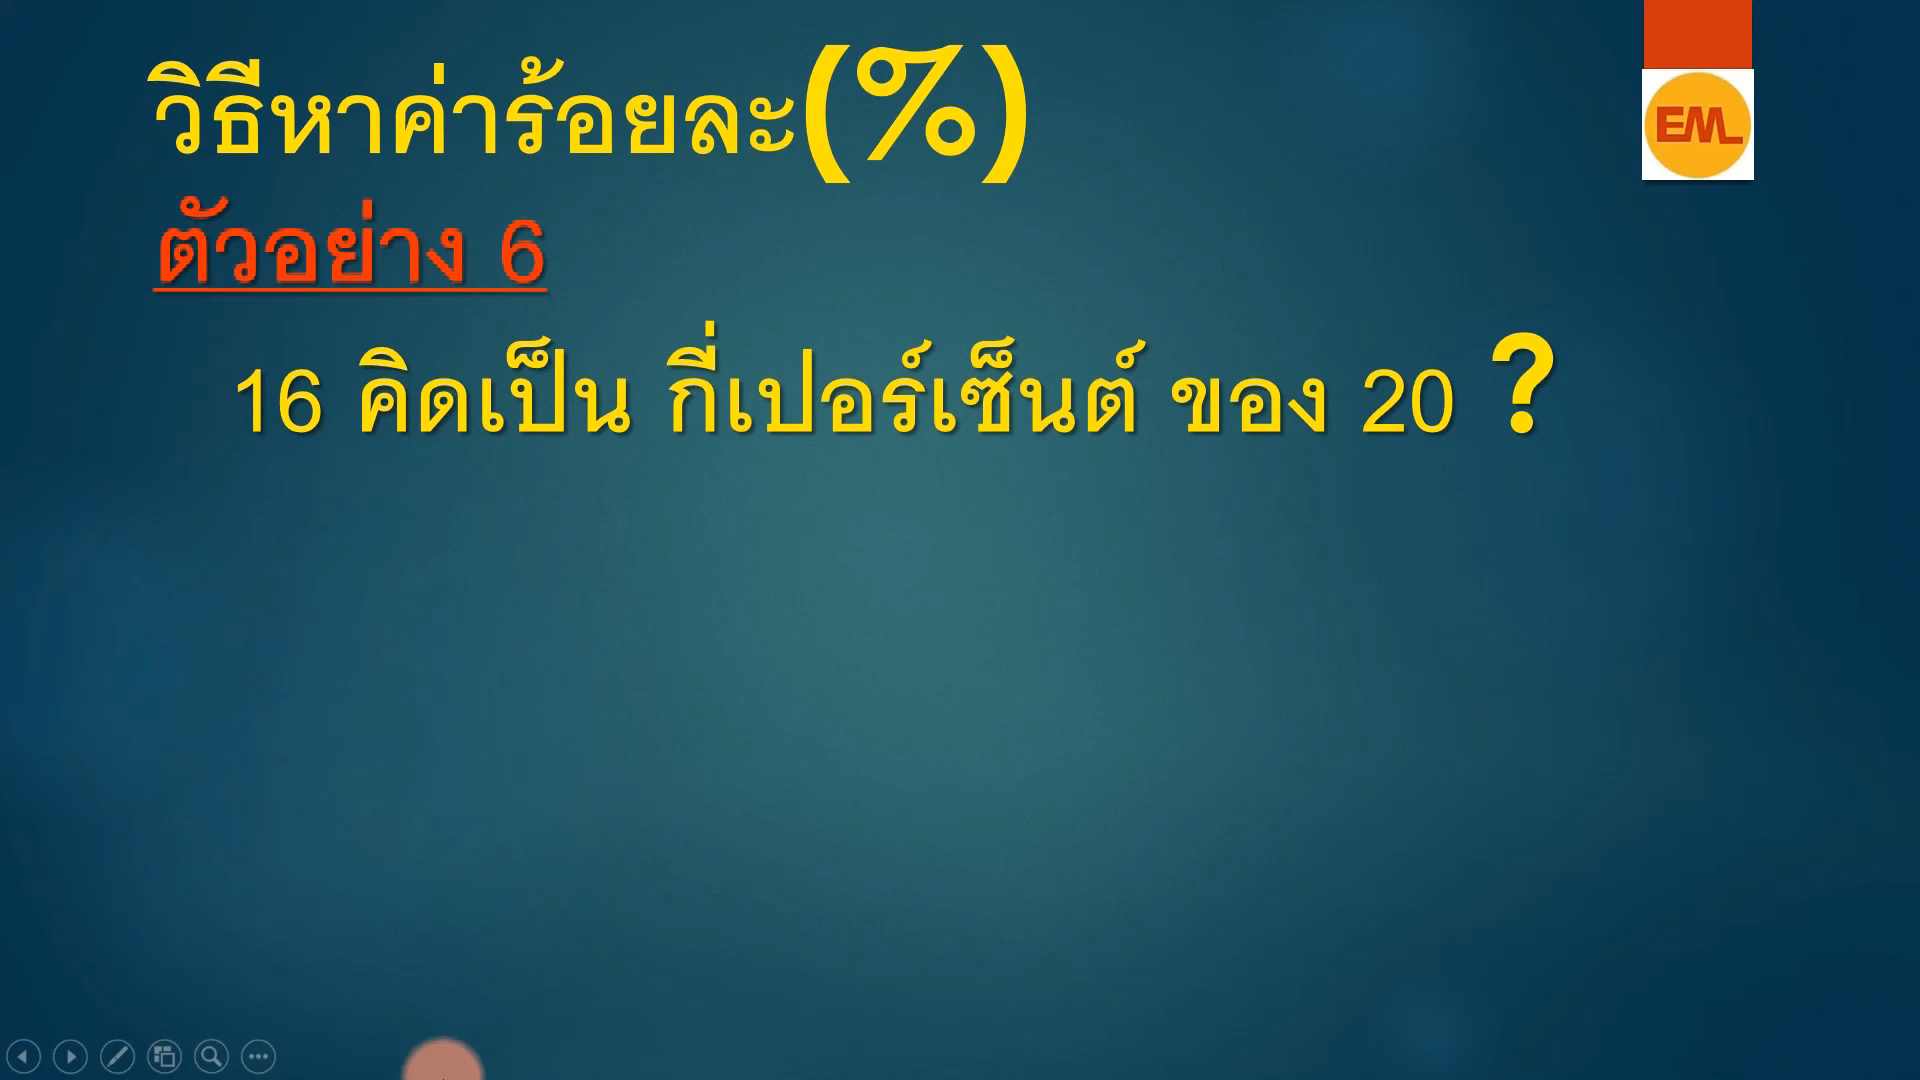 วิธีหาค่าร้อยละ(%)
EML
ตัวอย่าง 6
16 คิดเป็น กี่เปอร์เซ็นต์ ของ 20 ?